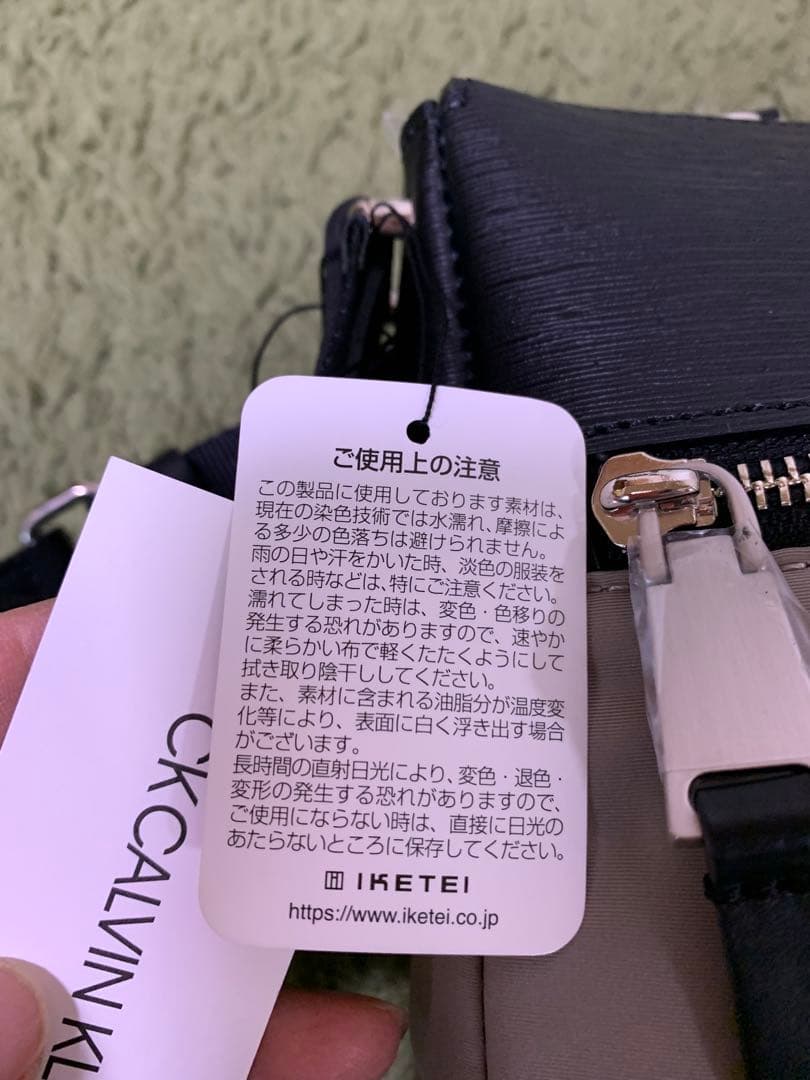 ご使用上の注意
この製品に使用しております素材は、
現在の染色技術では水濡れ、摩擦によ
る多少の色落ちは避けられません。
雨の日や汗をかいた時、淡色の服装を
される時などは、特にご注意ください。
濡れてしまった時は、変色・色移りの
発生する恐れがありますので、速やか
に柔らかい布で軽くたたくようにして
拭き取り陰干ししてください。
また、素材に含まれる油脂分が温度変
化等により、表面に白く浮き出す場合
がございます。
長時間の直射日光により、変色・退色・
変形の発生する恐れがありますので、
ご使用にならない時は、直接に日光の
あたらないところに保存してください。
IKETEI
https://www.iketei.co.jp
CKCALVIN KL